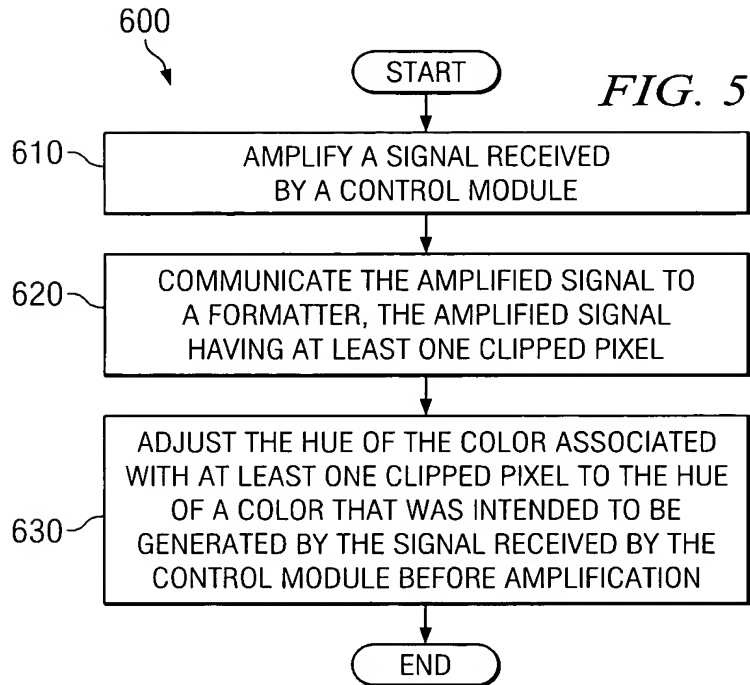 600
START
FIG. 5
610
AMPLIFY A SIGNAL RECEIVED
BY A CONTROL MODULE
620
COMMUNICATE THE AMPLIFIED SIGNAL TO
A FORMATTER, THE AMPLIFIED SIGNAL
HAVING AT LEAST ONE CLIPPED PIXEL
630
ADJUST THE HUE OF THE COLOR ASSOCIATED
WITH AT LEAST ONE CLIPPED PIXEL TO THE HUE
OF A COLOR THAT WAS INTENDED TO BE
GENERATED BY THE SIGNAL RECEIVED BY THE
CONTROL MODULE BEFORE AMPLIFICATION
END